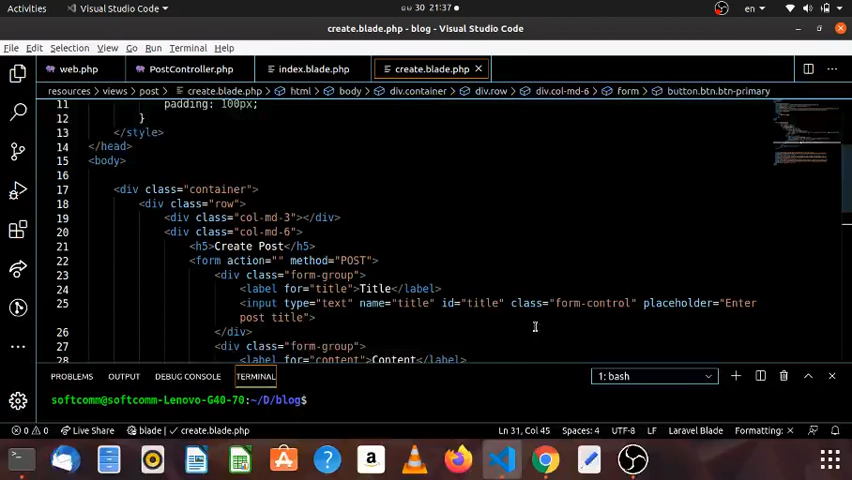 Activities
Visual Studio Code
გვ 30 21:37
en
create.blade.php - blog - Visual Studio Code
File Edit Selection View Go Run Terminal Help
web.php
PostController.php
index.blade.php
create.blade.php
resources > views > post > create.blade.php > html > body > div.container > div.row > div.col-md-6 > form > button.btn.btn-primary
11 padding: 100px;
12 }
13 </style>
14 </head>
15 <body>
16
17 <div class="container">
18 <div class="row">
19 <div class="col-md-3"></div>
20 <div class="col-md-6">
21 <h5>Create Post</h5>
22 <form action="" method="POST">
23 <div class="form-group">
24 <label for="title">Title</label>
25 <input type="text" name="title" id="title" class="form-control" placeholder="Enter
post title">
26 </div>
27 <div class="form-group">
28 <label for="content">Content</label>
PROBLEMS OUTPUT DEBUG CONSOLE TERMINAL
1: bash
softcomm@softcomm-Lenovo-G40-70:~/D/blog$
0 0 Live Share blade create.blade.php Ln 31, Col 45 Spaces: 4 UTF-8 LF Laravel Blade Formatting: ×